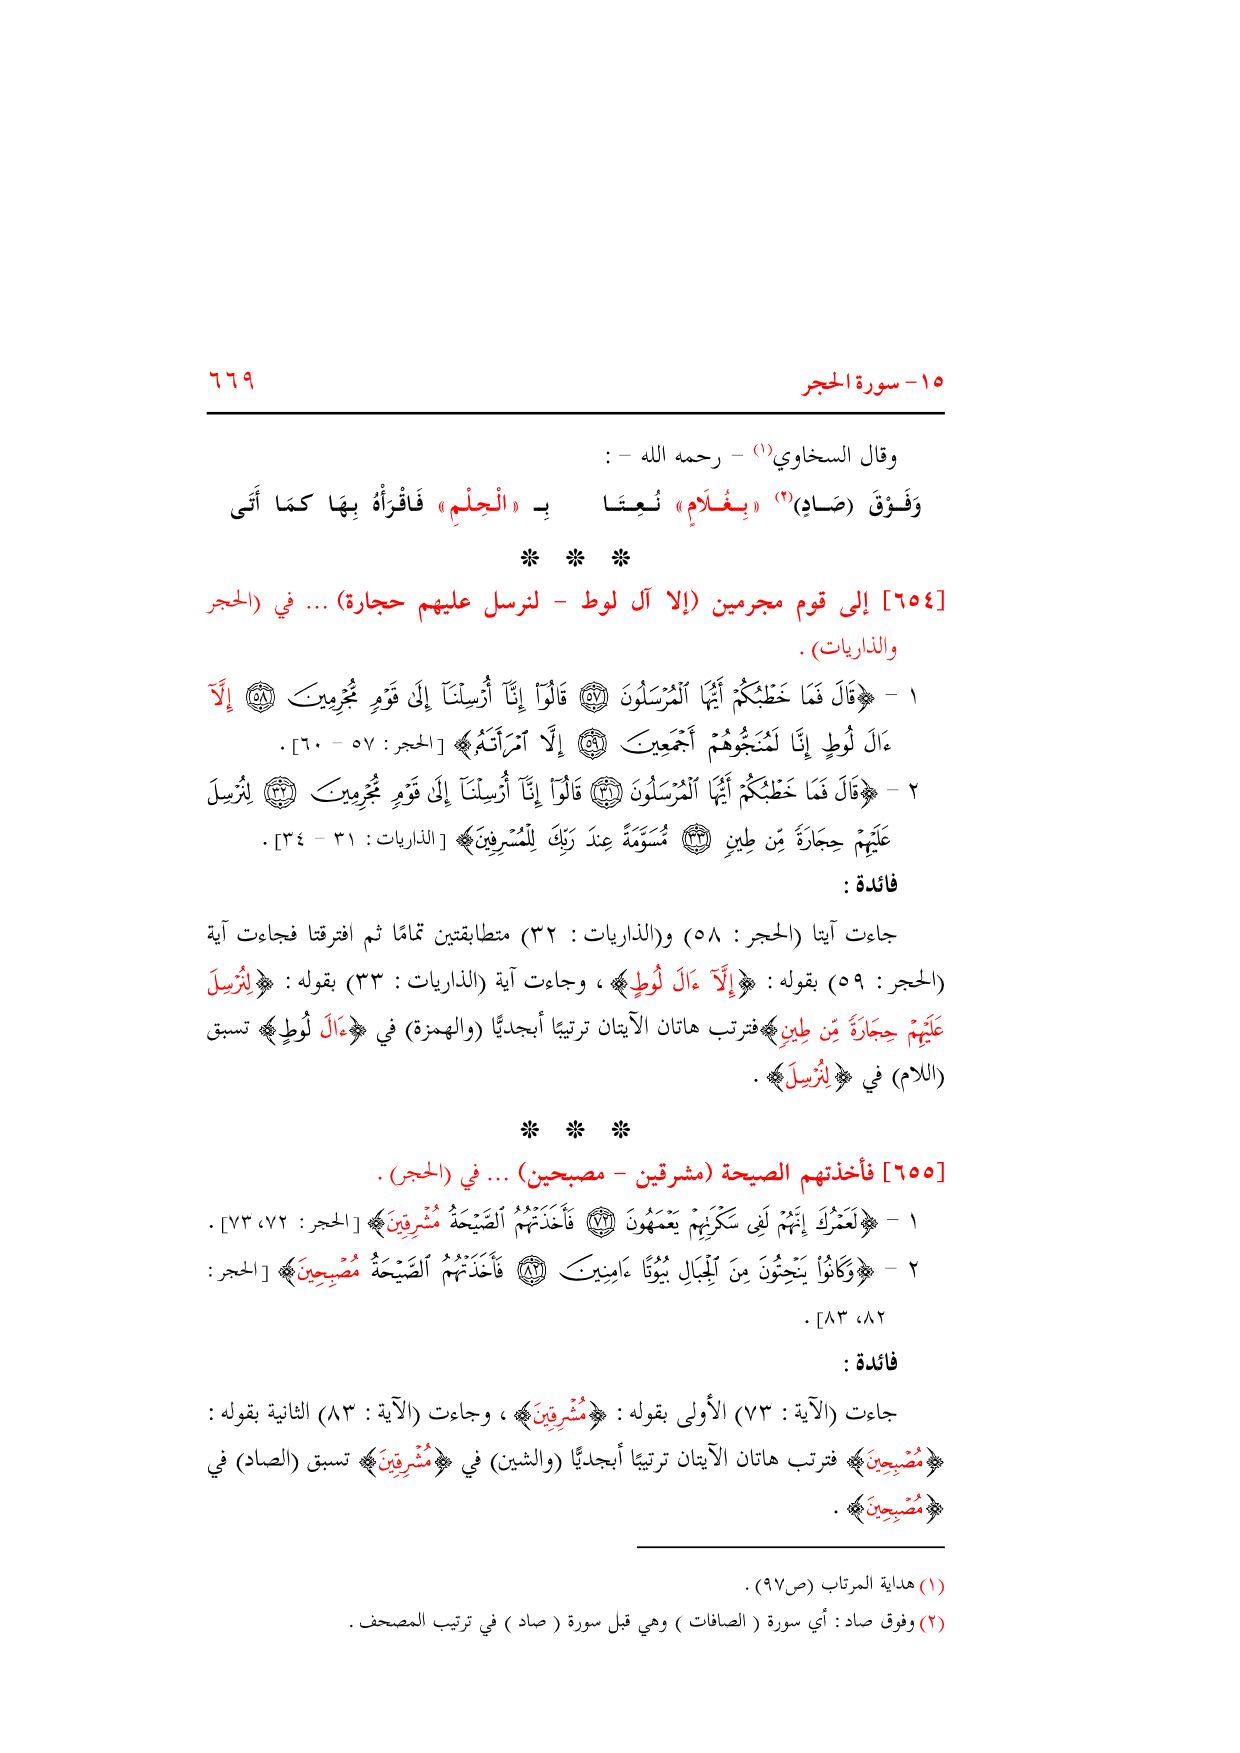 ١٥- سورة الحجر ٦٦٩
وقال السخاوي(١) – رحمه الله – :
وَفَوْقَ (صَادٍ)(٢) «بِغُلَامٍ» نُعِتَا بِـ «الْحِلْمِ» فَاقْرَأْهُ بِهَا كمَا أَتَى
❊ ❊ ❊
[٦٥٤] إلى قوم مجرمين (إلا آل لوط – لنرسل عليهم حجارة) ... في (الحجر
والذاريات) .
١ – ﴿قَالَ فَمَا خَطْبُكُمْ أَيُّهَا ٱلْمُرْسَلُونَ ۝٥٧ قَالُوٓاْ إِنَّآ أُرْسِلْنَآ إِلَىٰ قَوْمٍ مُّجْرِمِينَ ۝٥٨ إِلَّآ
ءَالَ لُوطٍ إِنَّا لَمُنَجُّوهُمْ أَجْمَعِينَ ۝٥٩ إِلَّا ٱمْرَأَتَهُۥ﴾ [الحجر : ٥٧ – ٦٠] .
٢ – ﴿قَالَ فَمَا خَطْبُكُمْ أَيُّهَا ٱلْمُرْسَلُونَ ۝٣١ قَالُوٓاْ إِنَّآ أُرْسِلْنَآ إِلَىٰ قَوْمٍ مُّجْرِمِينَ ۝٣٢ لِنُرْسِلَ
عَلَيْهِمْ حِجَارَةً مِّن طِينٍ ۝٣٣ مُّسَوَّمَةً عِندَ رَبِّكَ لِلْمُسْرِفِينَ﴾ [الذاريات : ٣١ – ٣٤] .
فائدة :
جاءت آيتا (الحجر : ٥٨) و(الذاريات : ٣٢) متطابقتين تمامًا ثم افترقتا فجاءت آية
(الحجر : ٥٩) بقوله : ﴿إِلَّآ ءَالَ لُوطٍ﴾ ، وجاءت آية (الذاريات : ٣٣) بقوله : ﴿لِنُرْسِلَ
عَلَيْهِمْ حِجَارَةً مِّن طِينٍ﴾فترتب هاتان الآيتان ترتيبًا أبجديًّا (والهمزة) في ﴿ءَالَ لُوطٍ﴾ تسبق
(اللام) في ﴿لِنُرْسِلَ﴾ .
❊ ❊ ❊
[٦٥٥] فأخذتهم الصيحة (مشرقين – مصبحين) ... في (الحجر) .
١ – ﴿لَعَمْرُكَ إِنَّهُمْ لَفِى سَكْرَتِهِمْ يَعْمَهُونَ ۝٧٢ فَأَخَذَتْهُمُ ٱلصَّيْحَةُ مُشْرِقِينَ﴾ [الحجر : ٧٢، ٧٣] .
٢ – ﴿وَكَانُواْ يَنْحِتُونَ مِنَ ٱلْجِبَالِ بُيُوتًا ءَامِنِينَ ۝٨٢ فَأَخَذَتْهُمُ ٱلصَّيْحَةُ مُصْبِحِينَ﴾ [الحجر :
٨٢، ٨٣] .
فائدة :
جاءت (الآية : ٧٣) الأولى بقوله : ﴿مُشْرِقِينَ﴾ ، وجاءت (الآية : ٨٣) الثانية بقوله :
﴿مُصْبِحِينَ﴾ فترتب هاتان الآيتان ترتيبًا أبجديًّا (والشين) في ﴿مُشْرِقِينَ﴾ تسبق (الصاد) في
﴿مُصْبِحِينَ﴾ .
(١) هداية المرتاب (ص٩٧) .
(٢) وفوق صاد : أي سورة ( الصافات ) وهي قبل سورة ( صاد ) في ترتيب المصحف .